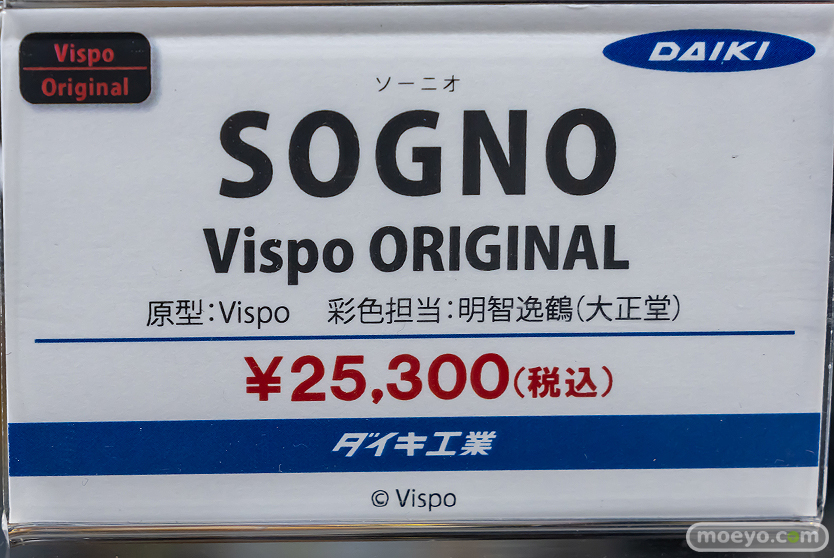 Vispo
Original
DAIKI
ソーニオ
SOGNO
Vispo ORIGINAL
原型:Vispo 彩色担当:明智逸鶴(大正堂)
¥25,300(税込)
ダイキ工業
© Vispo
moeyo.com